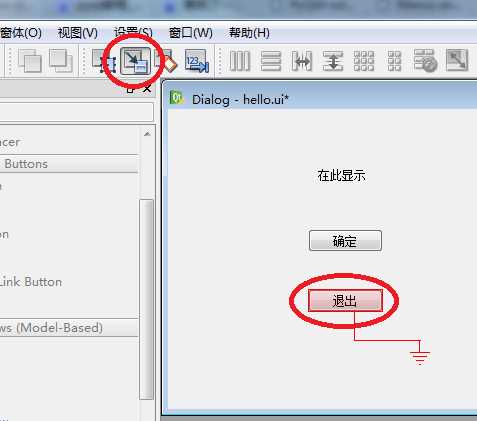 窗体(O) 视图(V) 设置(S) 窗口(W) 帮助(H)
123
Dialog - hello.ui*
acer
Buttons
在此显示
on
确定
Link Button
退出
ws (Model-Based)